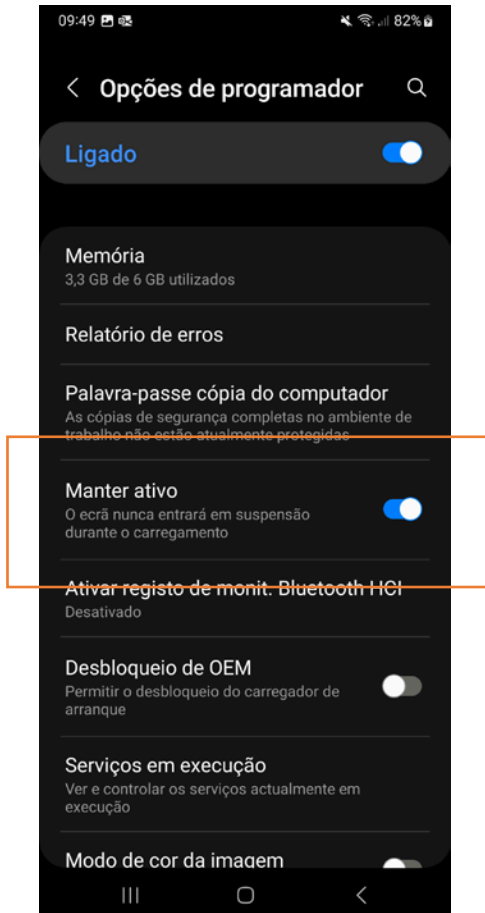 09:49 82%
Opções de programador
Ligado
Memória
3,3 GB de 6 GB utilizados
Relatório de erros
Palavra-passe cópia do computador
As cópias de segurança completas no ambiente de
trabalho não estão atualmente protegidas
Manter ativo
O ecrã nunca entrará em suspensão
durante o carregamento
Ativar registo de monit. Bluetooth HCI
Desativado
Desbloqueio de OEM
Permitir o desbloqueio do carregador de
arranque
Serviços em execução
Ver e controlar os serviços actualmente em
execução
Modo de cor da imagem